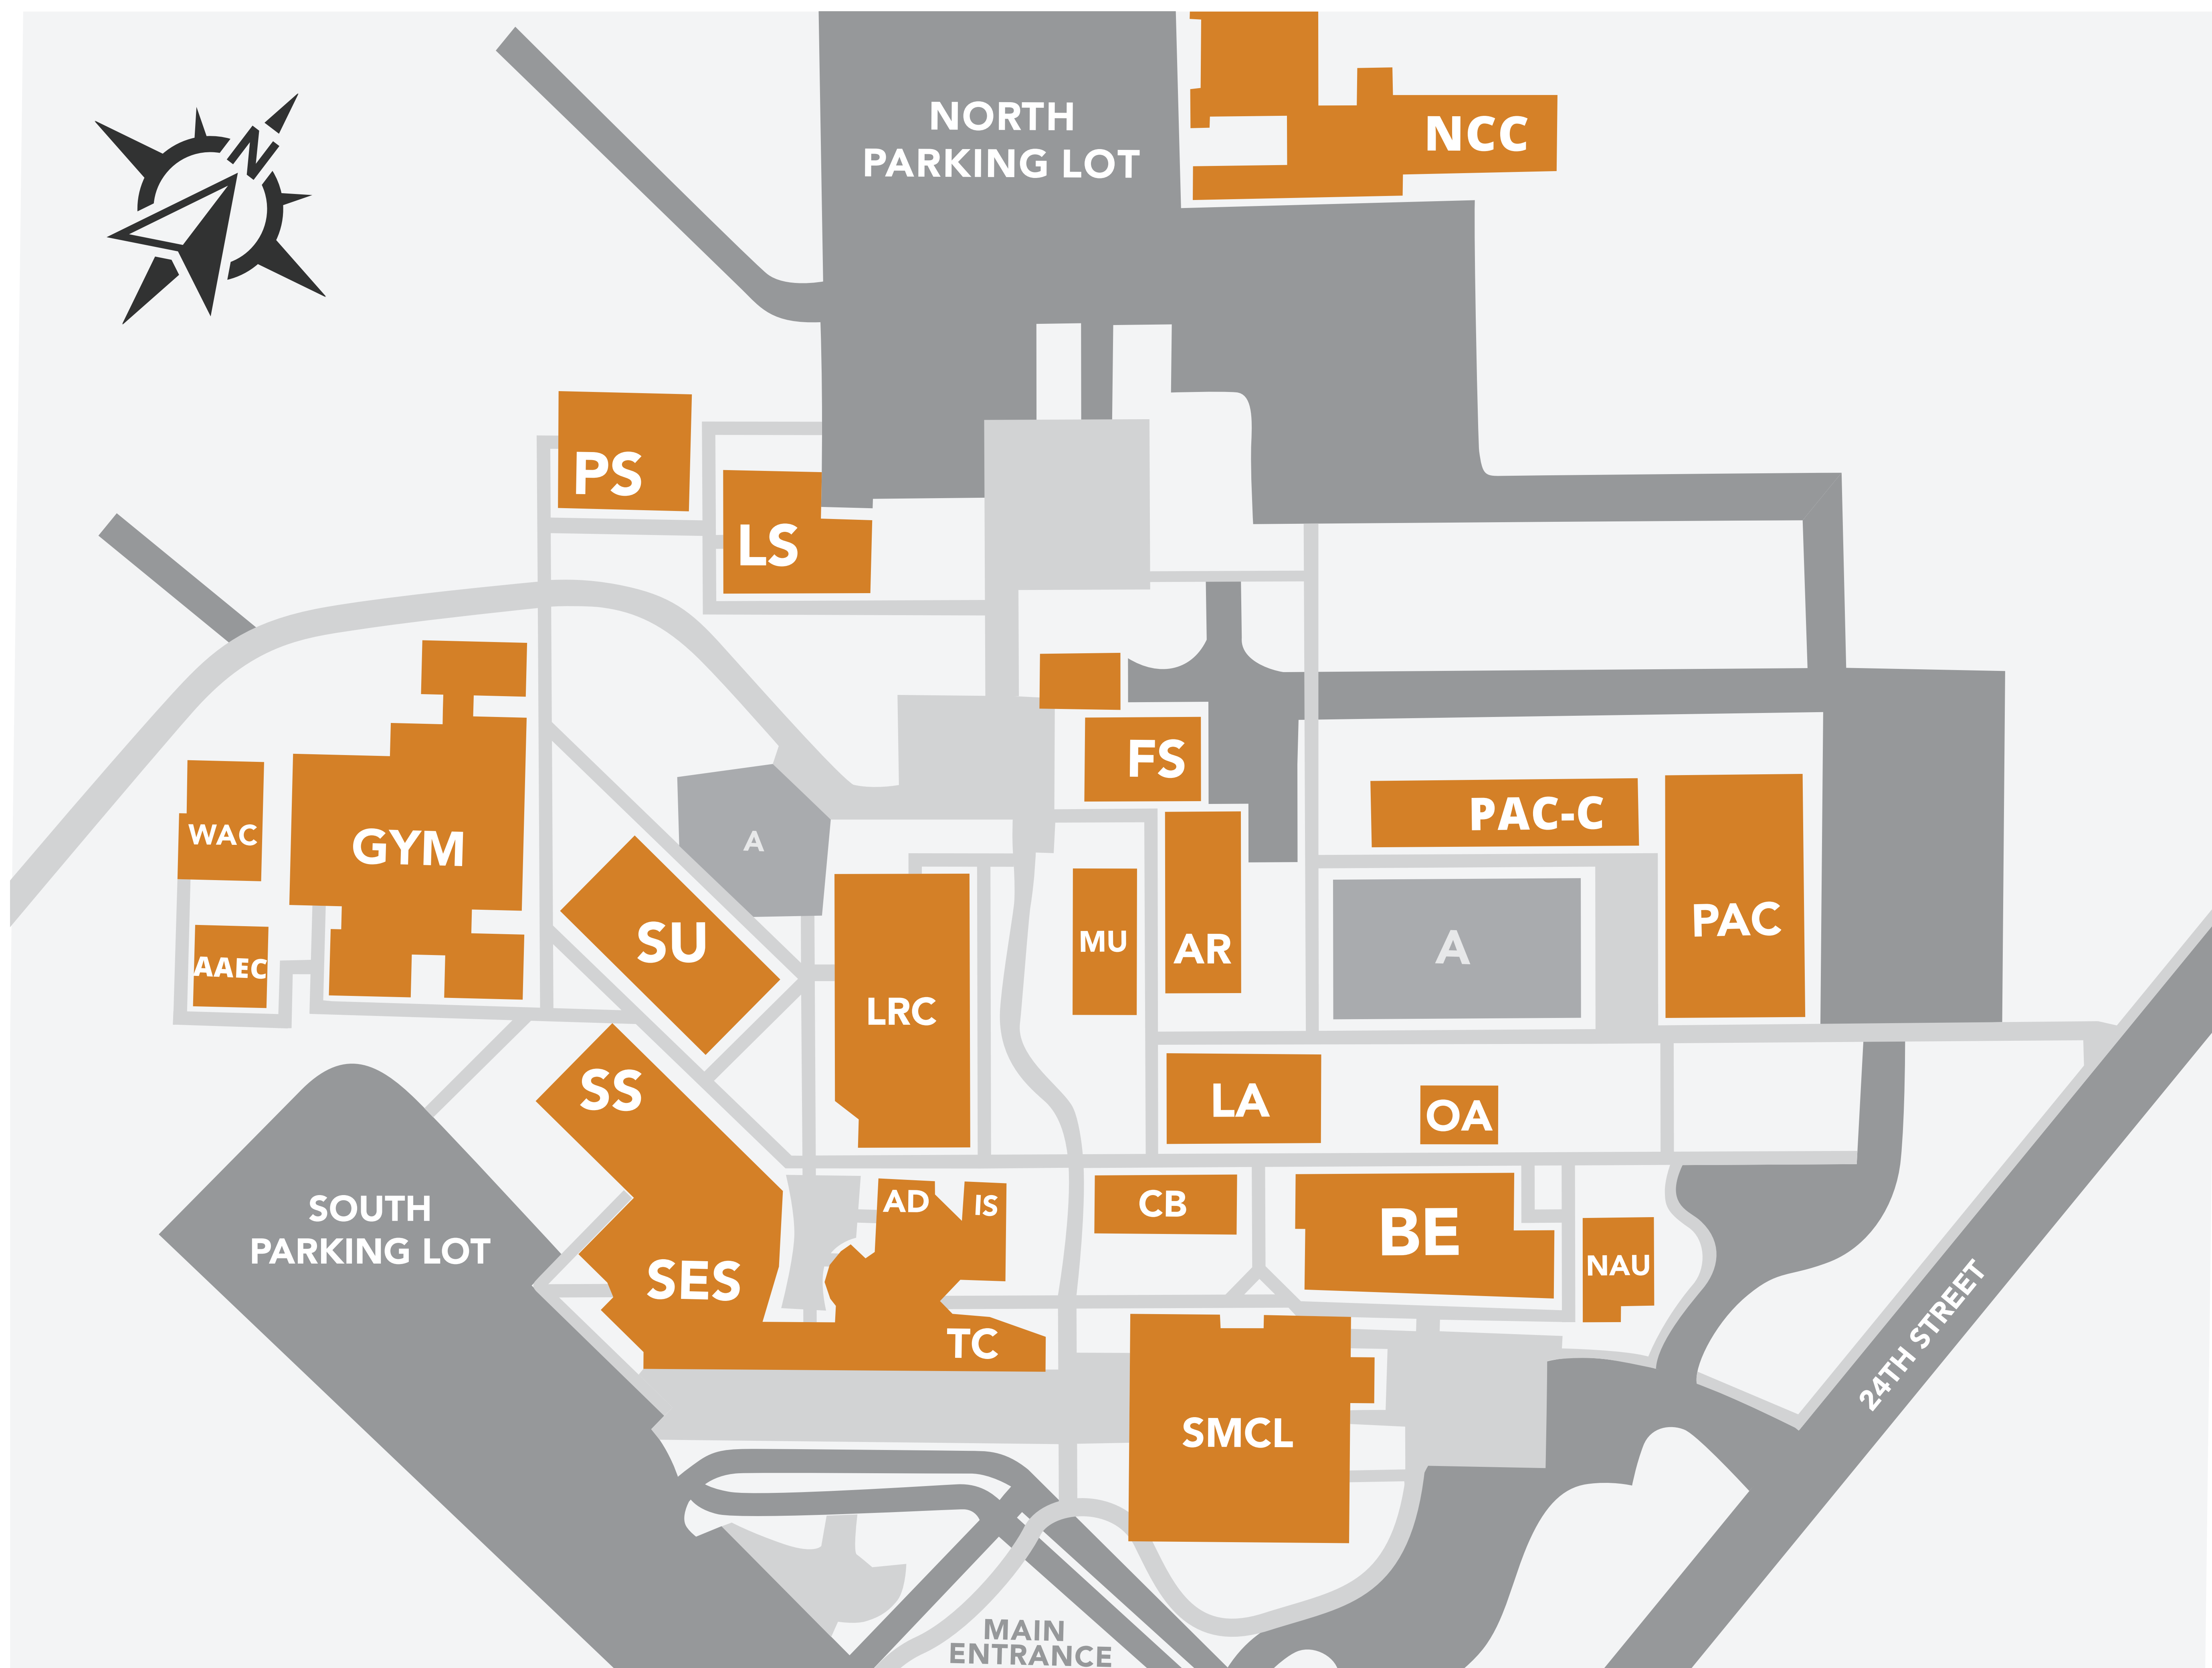 N
NORTH
PARKING LOT
NCC
PS
LS
FS
PAC-C
WAC
GYM
A
SU
MU
AR
A
PAC
AAEC
LRC
SS
LA
OA
SOUTH
PARKING LOT
AD
IS
CB
BE
SES
NAU
TC
24TH STREET
SMCL
MAIN
ENTRANCE